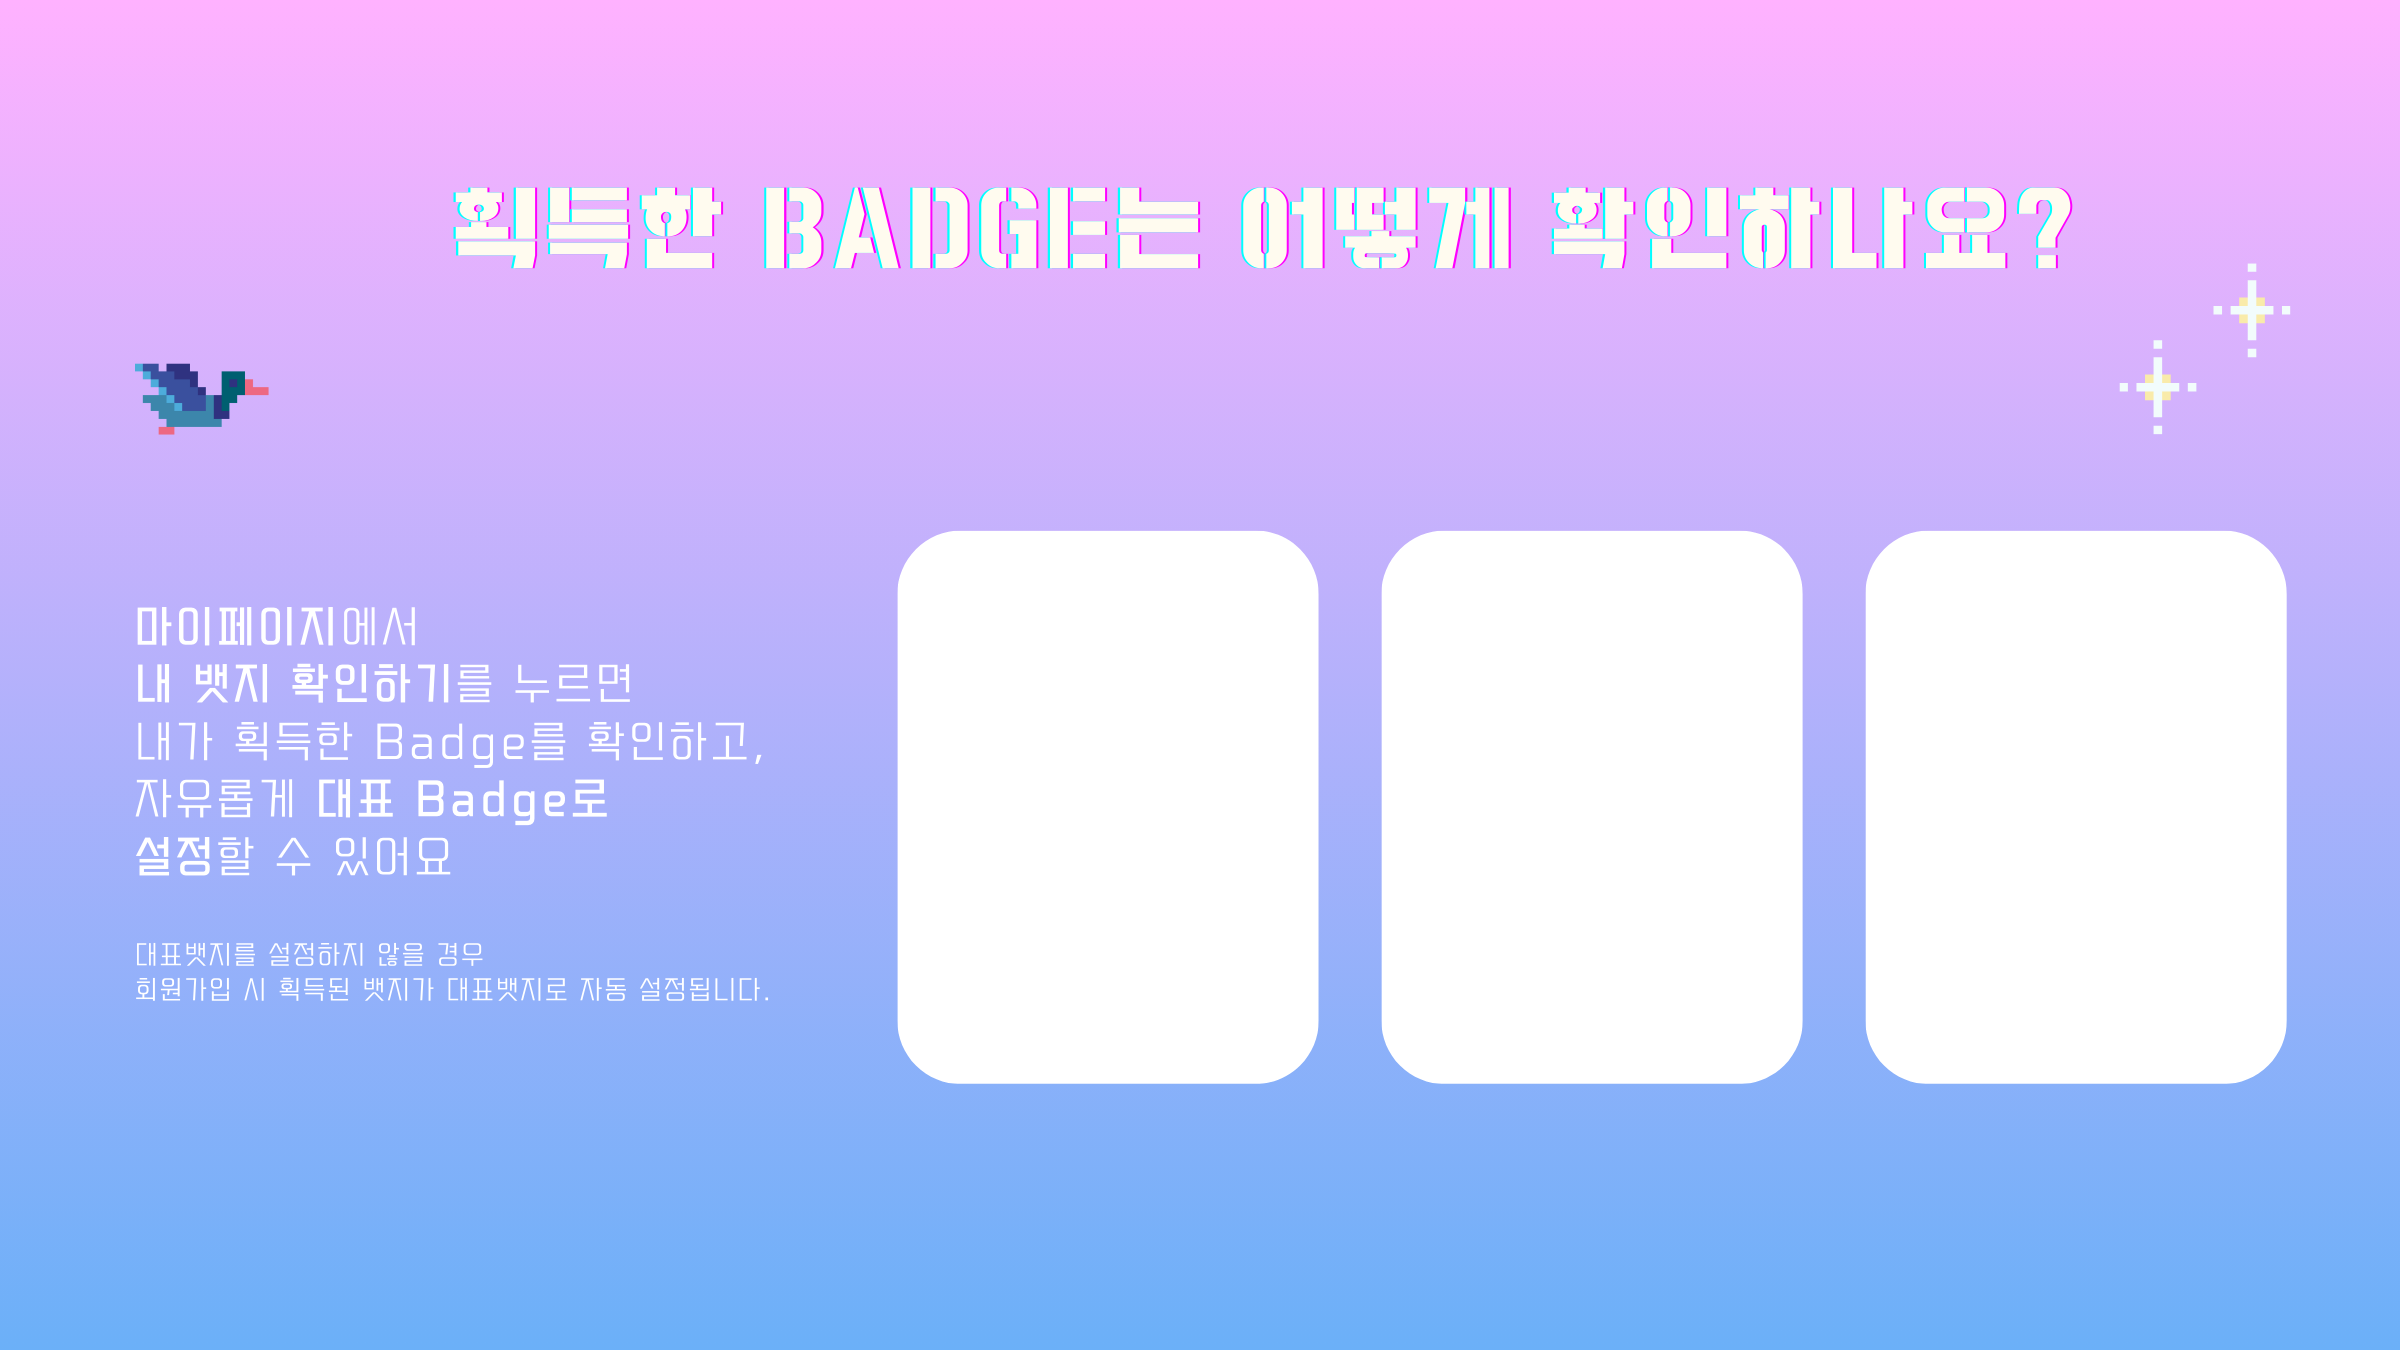 획득한 BADGE는 어떻게 확인하나요?
마이페이지에서
내 뱃지 확인하기를 누르면
내가 획득한 Badge를 확인하고,
자유롭게 대표 Badge로
설정할 수 있어요
대표뱃지를 설정하지 않을 경우
회원가입 시 획득된 뱃지가 대표뱃지로 자동 설정됩니다.